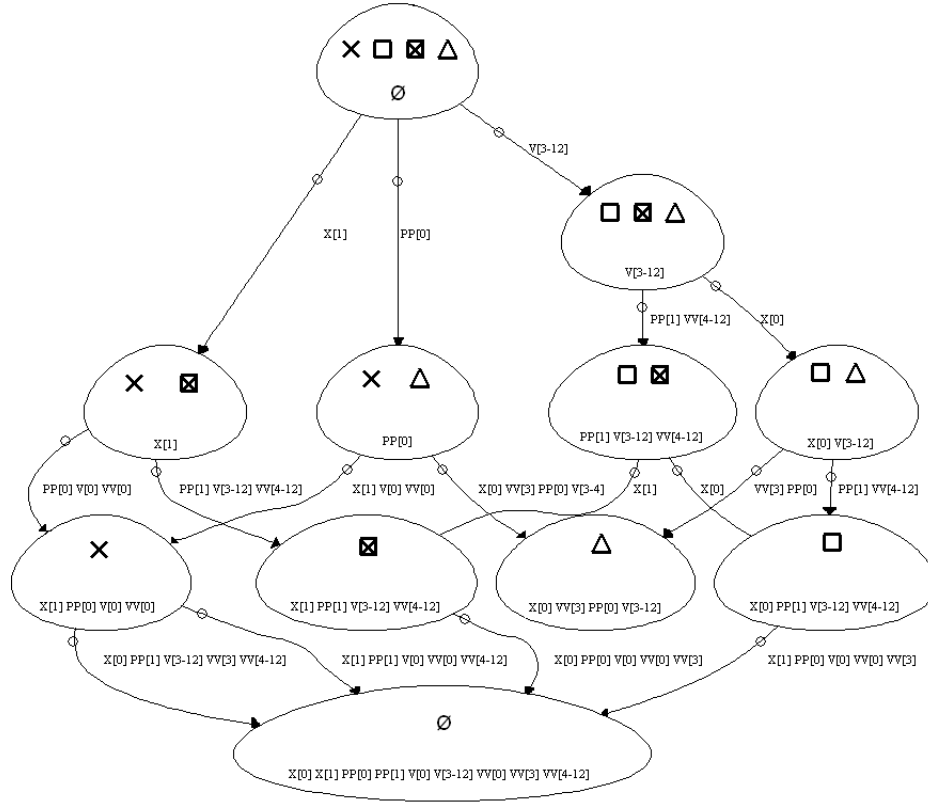 Ø
V[3-12]
X[1]
PP[0]
V[3-12]
PP[1] VV[4-12]
X[0]
X[1]
PP[0]
PP[1] V[3-12] VV[4-12]
X[0] V[3-12]
PP[0] V[0] VV[0]
PP[1] V[3-12] VV[4-12]
X[1] V[0] VV[0]
X[0] VV[3] PP[0] V[3-4]
X[1]
X[0]
VV[3] PP[0]
PP[1] VV[4-12]
X[1] PP[0] V[0] VV[0]
X[1] PP[1] V[3-12] VV[4-12]
X[0] VV[3] PP[0] V[3-12]
X[0] PP[1] V[3-12] VV[4-12]
X[0] PP[1] V[3-12] VV[3] VV[4-12]
X[1] PP[1] V[0] VV[0] VV[4-12]
X[0] PP[0] V[0] VV[0] VV[3]
X[1] PP[0] V[0] VV[0] VV[3]
Ø
X[0] X[1] PP[0] PP[1] V[0] V[3-12] VV[0] VV[3] VV[4-12]